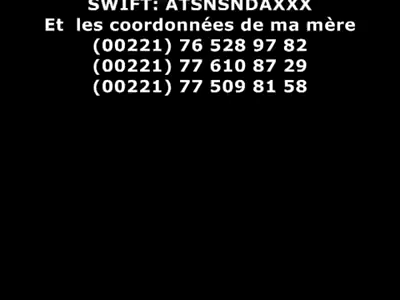 SWIFT: ATSNSNDAXXX
Et les coordonnées de ma mère
(00221) 76 528 97 82
(00221) 77 610 87 29
(00221) 77 509 81 58